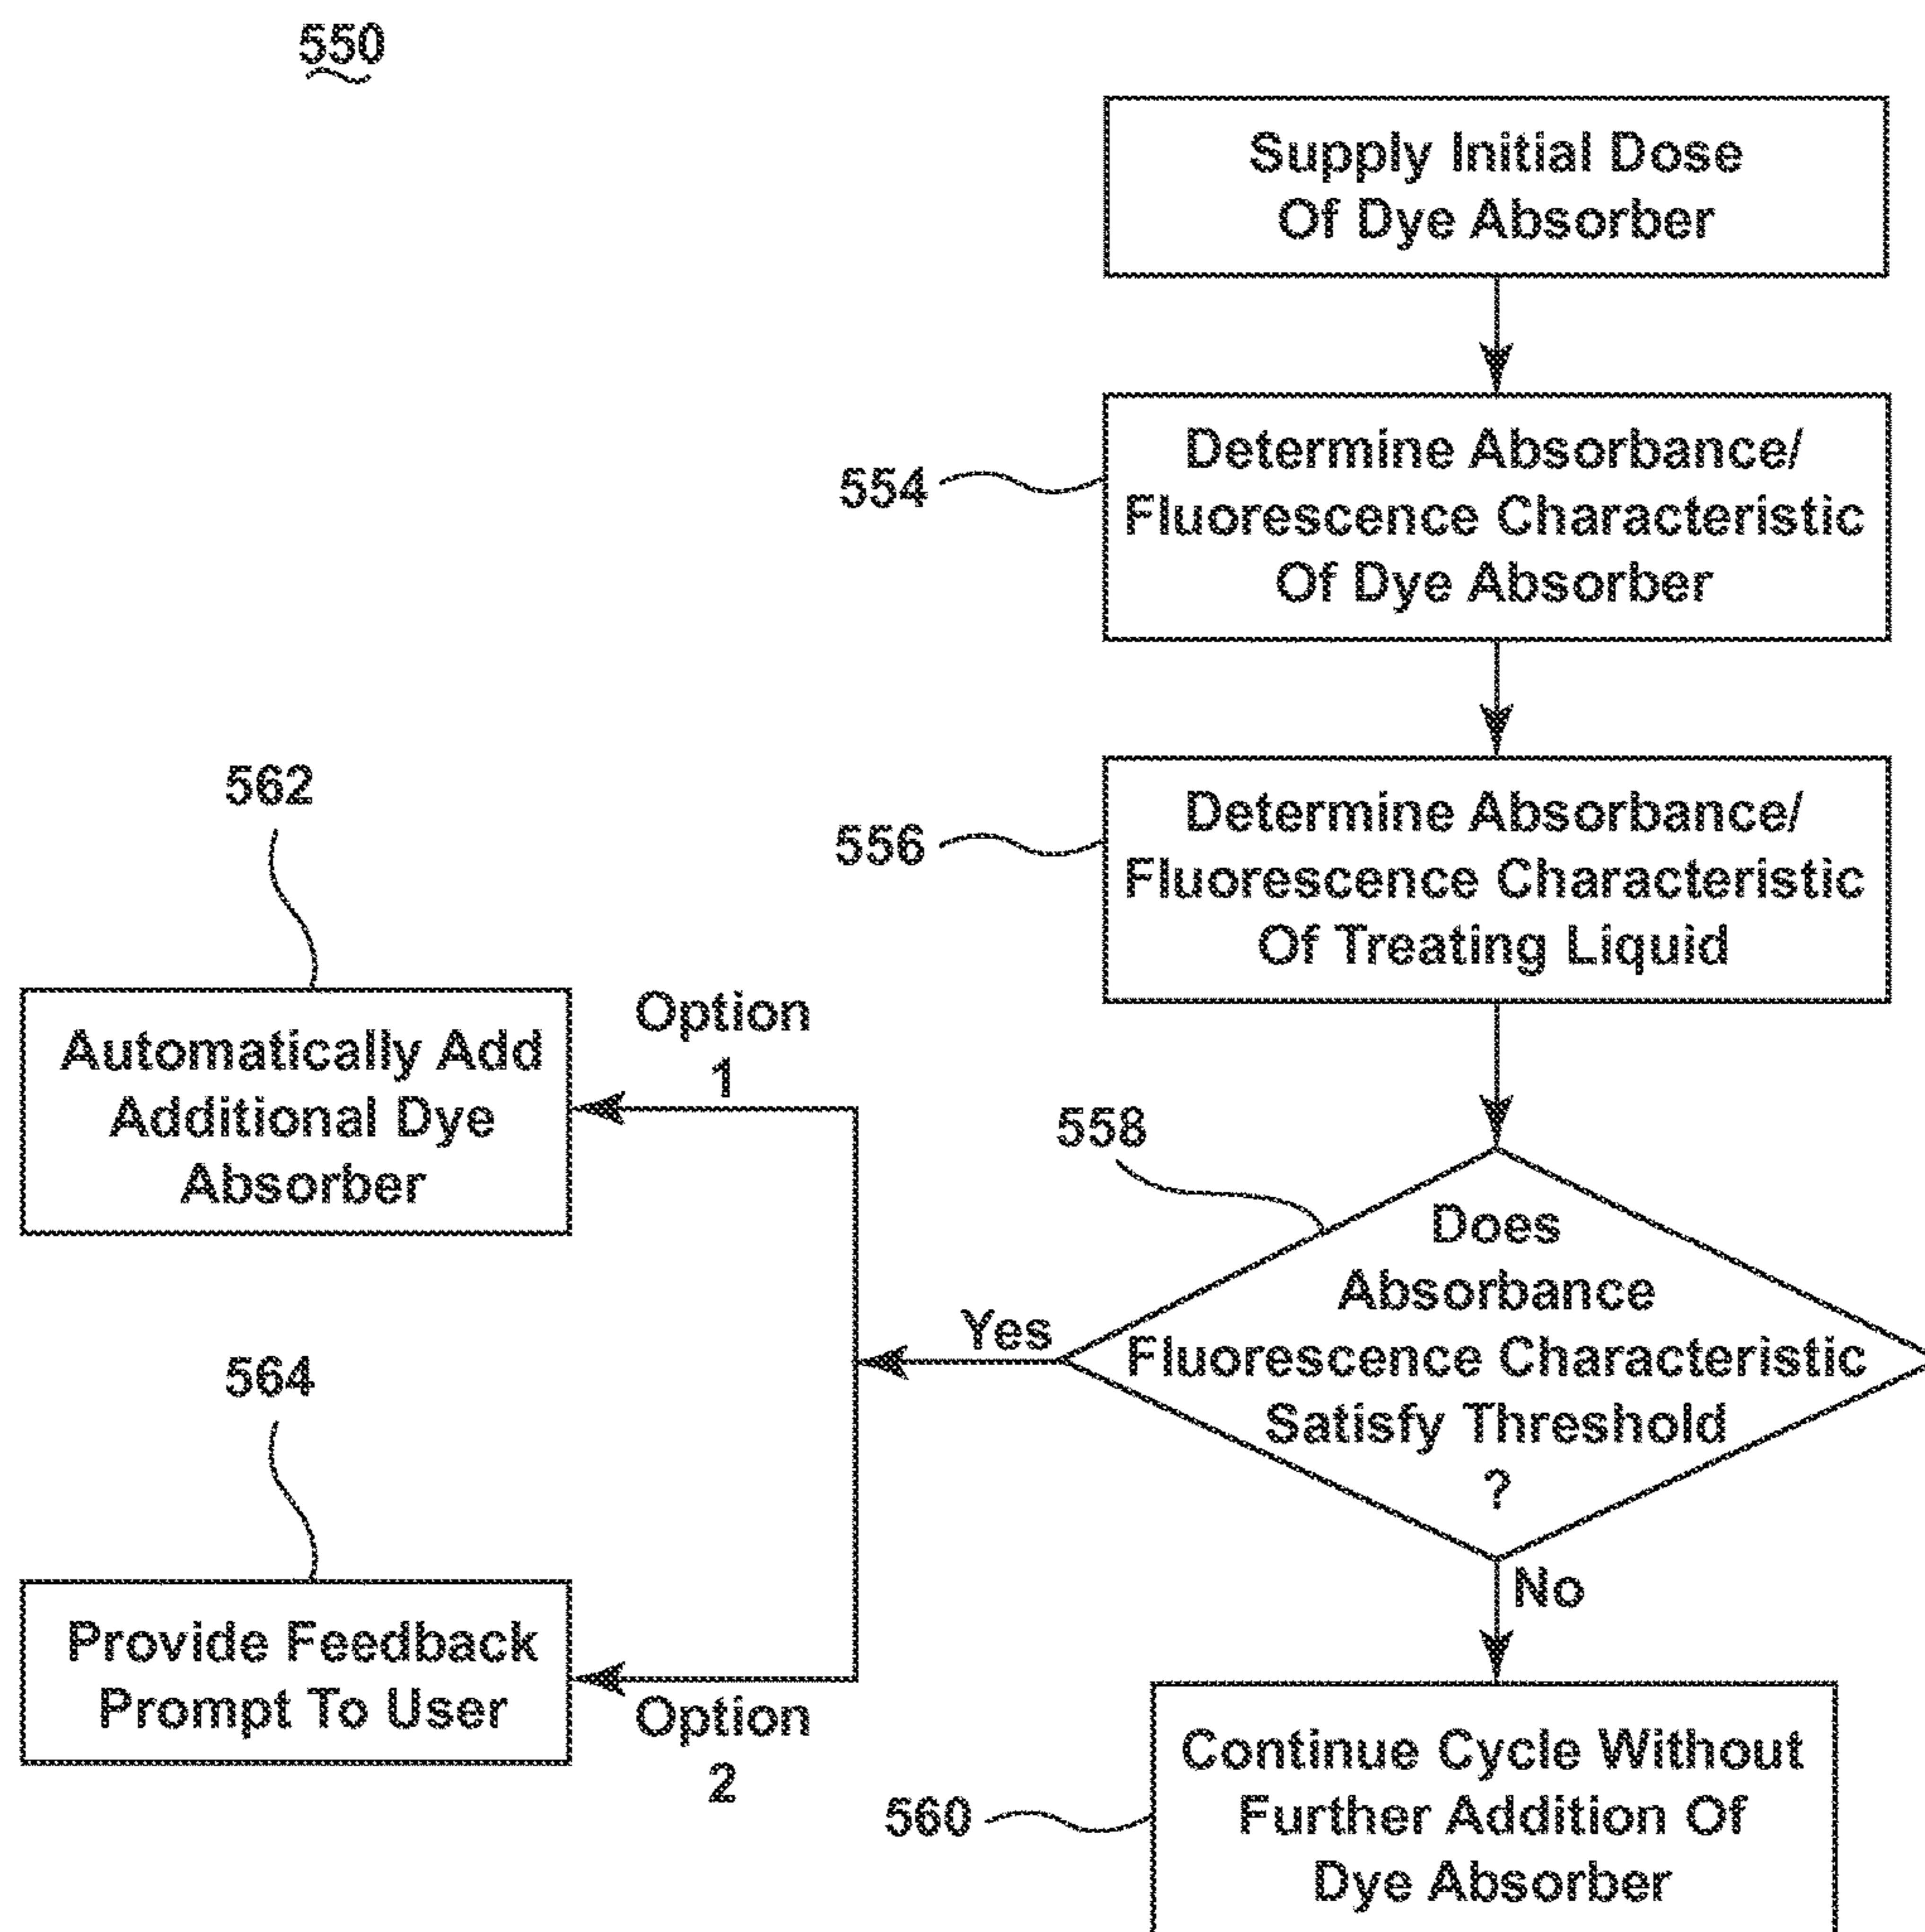 550
Supply Initial Dose
Of Dye Absorber
554
Determine Absorbance/
Fluorescence Characteristic
Of Dye Absorber
556
Determine Absorbance/
Fluorescence Characteristic
Of Treating Liquid
562
Automatically Add
Additional Dye
Absorber
Option
1
558
Does
Absorbance
Fluorescence Characteristic
Satisfy Threshold
?
Yes
564
Provide Feedback
Prompt To User
Option
2
No
560
Continue Cycle Without
Further Addition Of
Dye Absorber